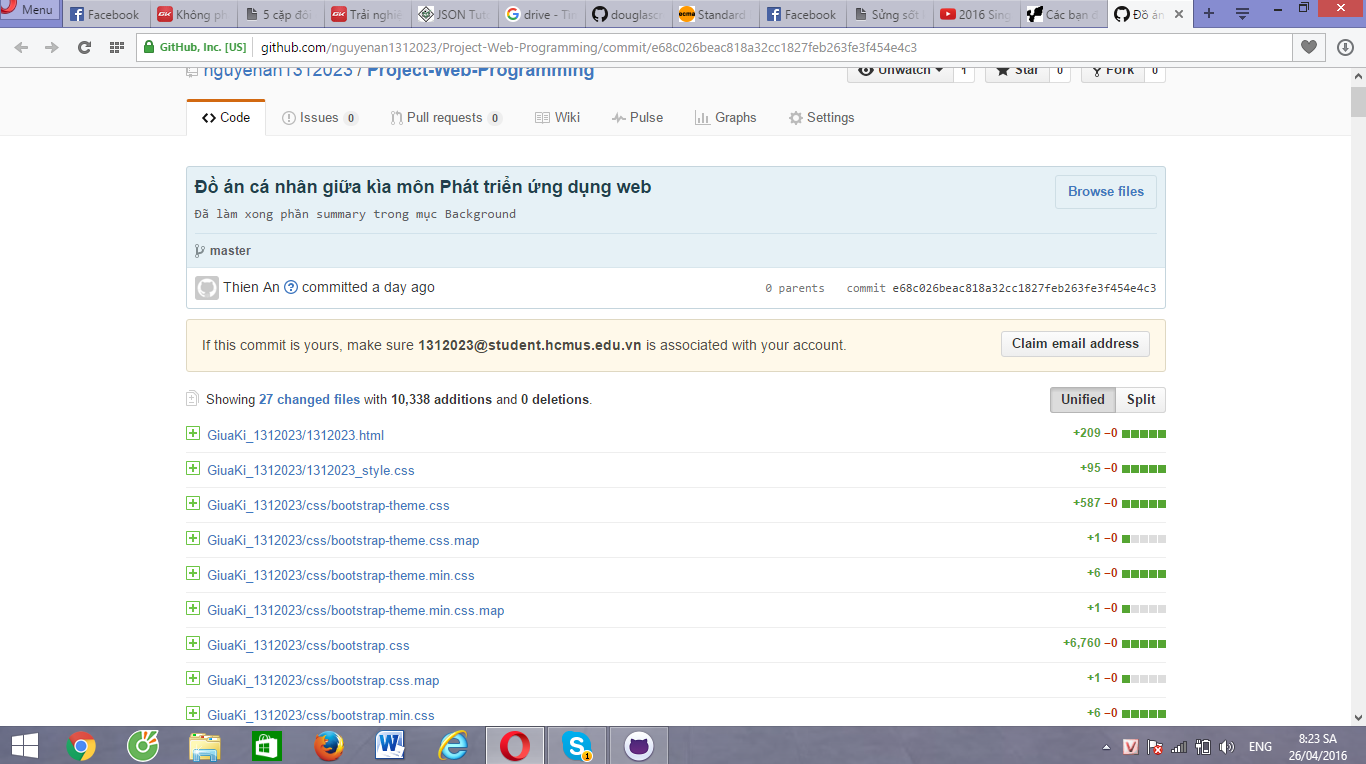 Menu
Facebook
Không ph
5 cặp đôi
Trải nghiệ
JSON Tuto
drive - Tì
douglascr
Standard
Facebook
Sửng sốt
2016 Sing
Các bạn đ
Đồ án
GitHub, Inc. [US]
github.com/nguyenan1312023/Project-Web-Programming/commit/e68c026beac818a32cc1827feb263fe3f454e4c3
nguyenan1312023 / Project-Web-Programming
Unwatch 1
Star 0
Fork 0
Code
Issues 0
Pull requests 0
Wiki
Pulse
Graphs
Settings
Đồ án cá nhân giữa kìa môn Phát triển ứng dụng web
Browse files
Đã làm xong phần summary trong mục Background
master
Thien An ? committed a day ago
0 parents commit e68c026beac818a32cc1827feb263fe3f454e4c3
If this commit is yours, make sure 1312023@student.hcmus.edu.vn is associated with your account.
Claim email address
Showing 27 changed files with 10,338 additions and 0 deletions.
Unified Split
GiuaKi_1312023/1312023.html +209 −0
GiuaKi_1312023/1312023_style.css +95 −0
GiuaKi_1312023/css/bootstrap-theme.css +587 −0
GiuaKi_1312023/css/bootstrap-theme.css.map +1 −0
GiuaKi_1312023/css/bootstrap-theme.min.css +6 −0
GiuaKi_1312023/css/bootstrap-theme.min.css.map +1 −0
GiuaKi_1312023/css/bootstrap.css +6,760 −0
GiuaKi_1312023/css/bootstrap.css.map +1 −0
GiuaKi_1312023/css/bootstrap.min.css +6 −0
ENG
8:23 SA
26/04/2016